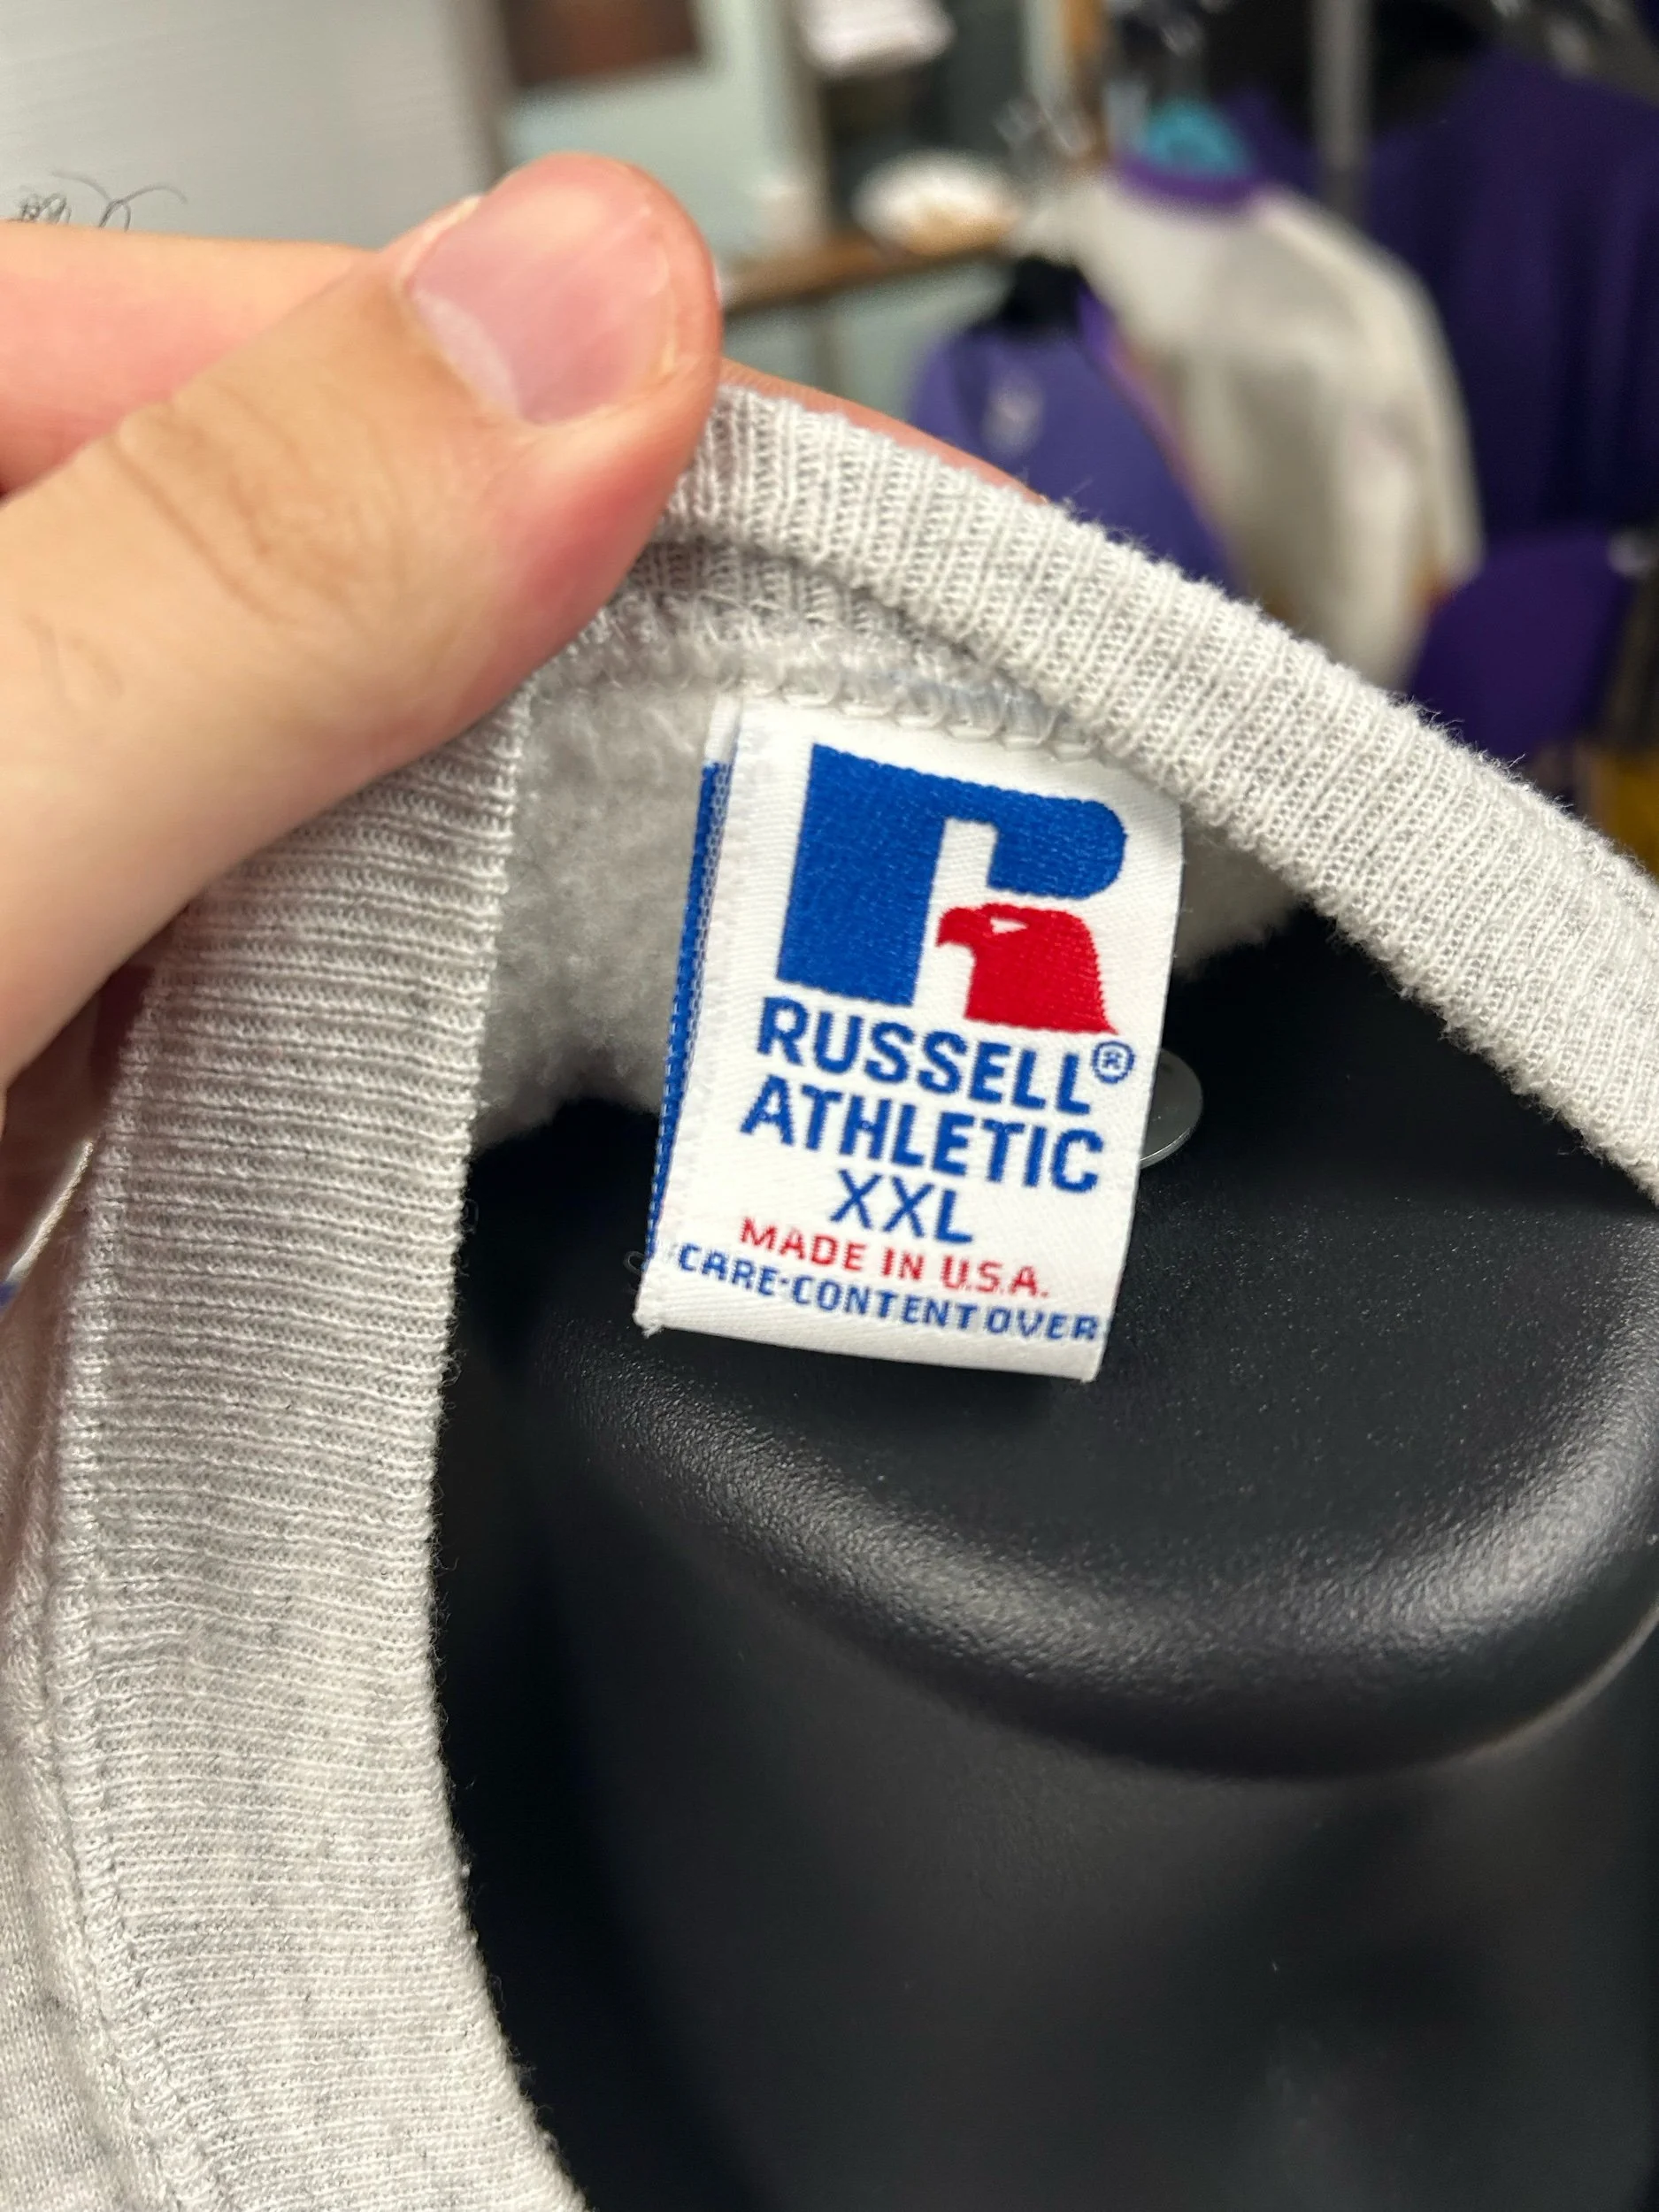 RUSSELL®
ATHLETIC
XXL
MADE IN U.S.A.
CARE-CONTENT OVER